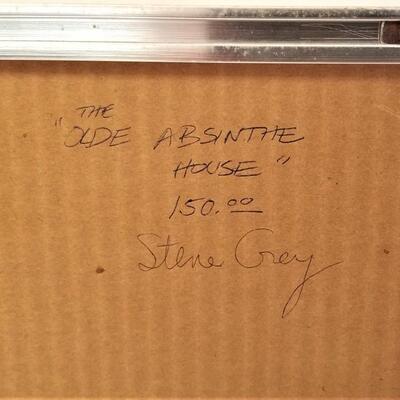 "THE
OLDE ABSINTHE
HOUSE"
150.00
Steve Grey